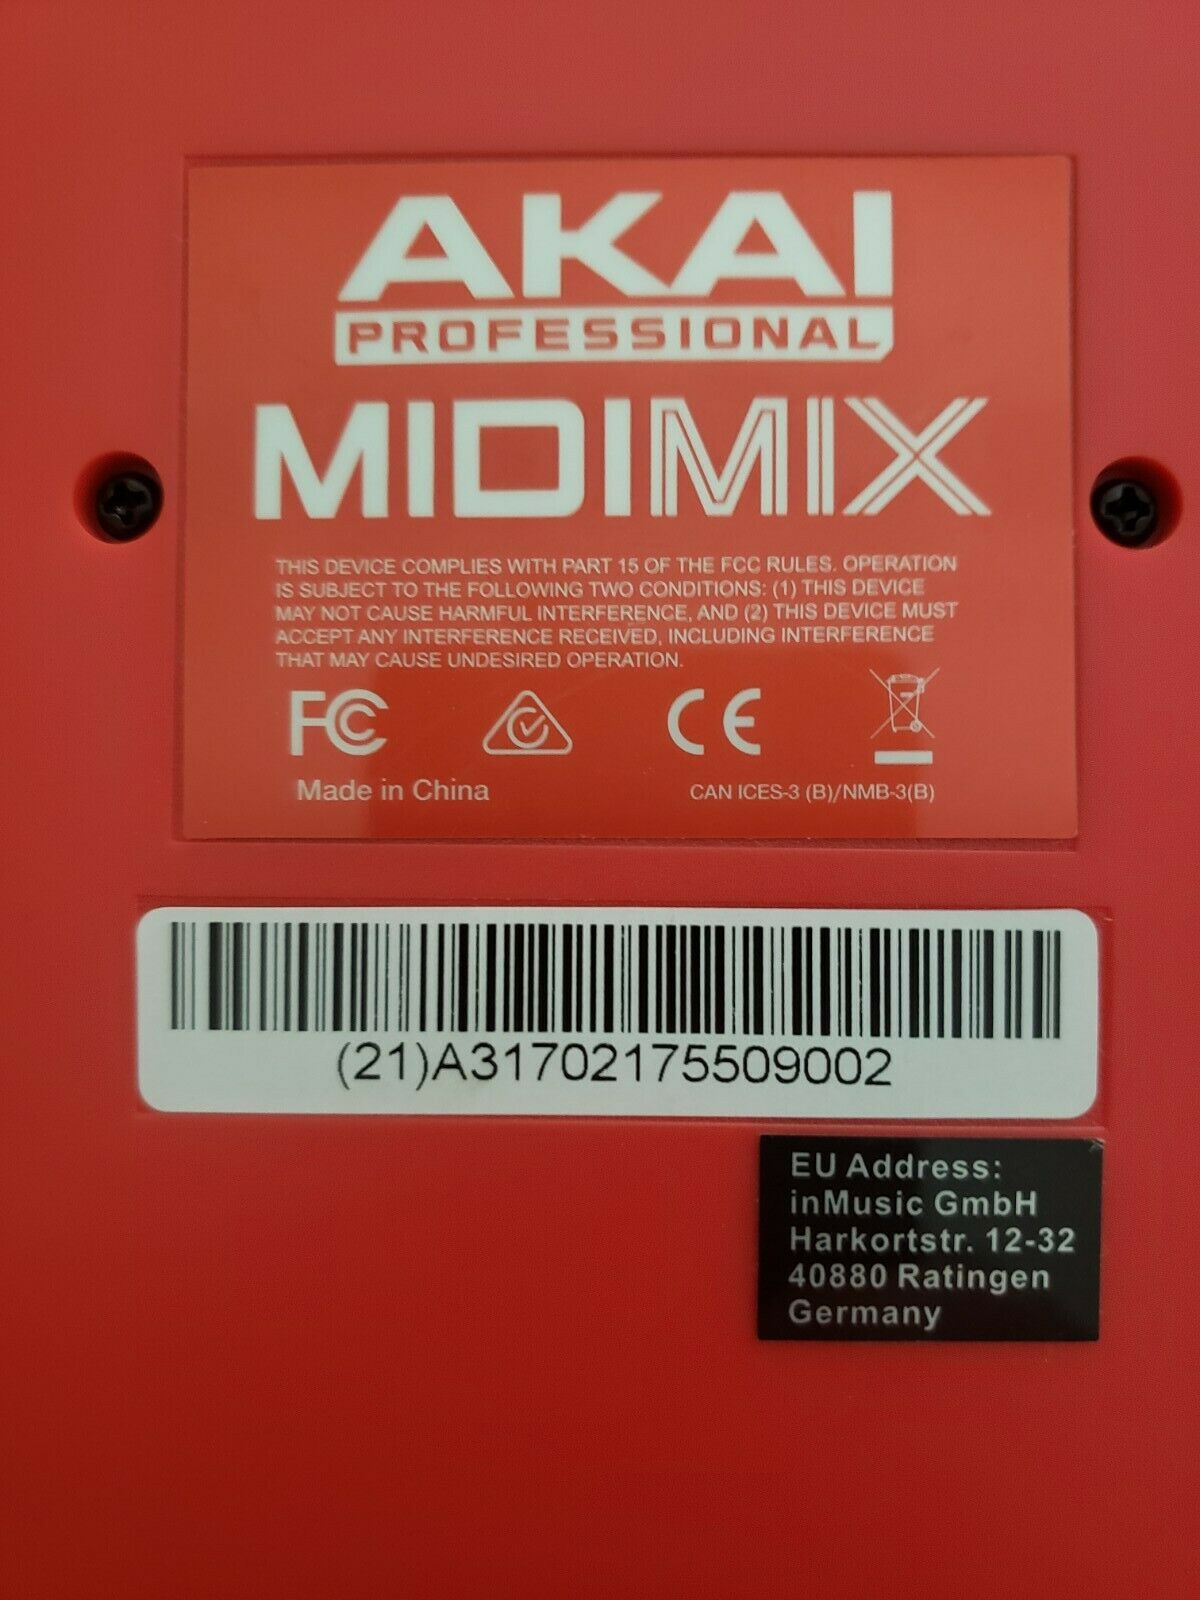 AKAI
PROFESSIONAL
MIDIMIX
THIS DEVICE COMPLIES WITH PART 15 OF THE FCC RULES. OPERATION
IS SUBJECT TO THE FOLLOWING TWO CONDITIONS: (1) THIS DEVICE
MAY NOT CAUSE HARMFUL INTERFERENCE, AND (2) THIS DEVICE MUST
ACCEPT ANY INTERFERENCE RECEIVED, INCLUDING INTERFERENCE
THAT MAY CAUSE UNDESIRED OPERATION.
FC CE
Made in China CAN ICES-3 (B)/NMB-3(B)
(21)A31702175509002
EU Address:
inMusic GmbH
Harkortstr. 12-32
40880 Ratingen
Germany